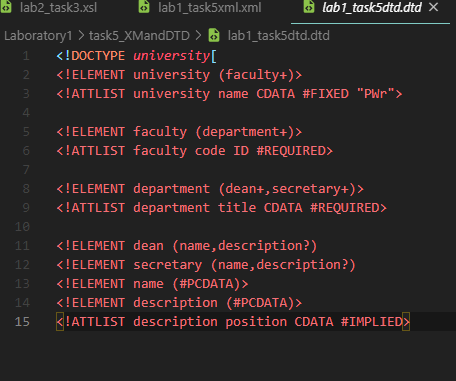 lab2_task3.xsl lab1_task5xml.xml lab1_task5dtd.dtd
Laboratory1 > task5_XMandDTD > lab1_task5dtd.dtd
1 <!DOCTYPE university[
2 <!ELEMENT university (faculty+)>
3 <!ATTLIST university name CDATA #FIXED "PWr">
4
5 <!ELEMENT faculty (department+)>
6 <!ATTLIST faculty code ID #REQUIRED>
7
8 <!ELEMENT department (dean+,secretary+)>
9 <!ATTLIST department title CDATA #REQUIRED>
10
11 <!ELEMENT dean (name,description?)
12 <!ELEMENT secretary (name,description?)
13 <!ELEMENT name (#PCDATA)>
14 <!ELEMENT description (#PCDATA)>
15 <!ATTLIST description position CDATA #IMPLIED>